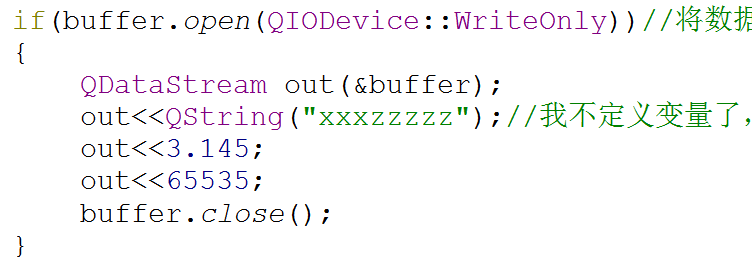 if(buffer.open(QIODevice::WriteOnly))//将数据
{
QDataStream out(&buffer);
out<<QString("xxxzzzzz");//我不定义变量了，
out<<3.145;
out<<65535;
buffer.close();
}